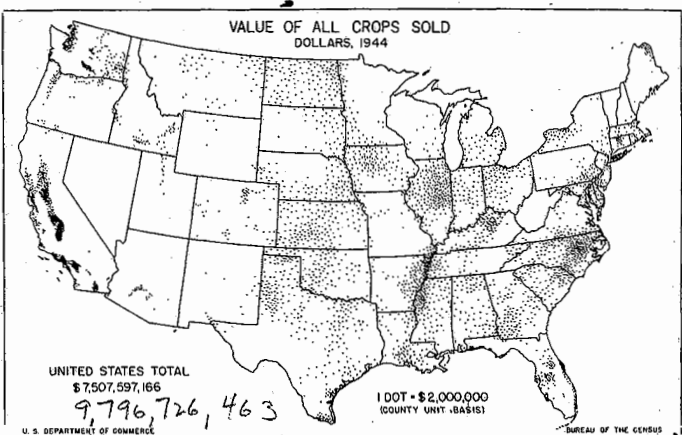 VALUE OF ALL CROPS SOLD
DOLLARS, 1944
UNITED STATES TOTAL
$7,507,597,166
9,796,726,463
1 DOT = $2,000,000
(COUNTY UNIT BASIS)
U. S. DEPARTMENT OF COMMERCE
BUREAU OF THE CENSUS